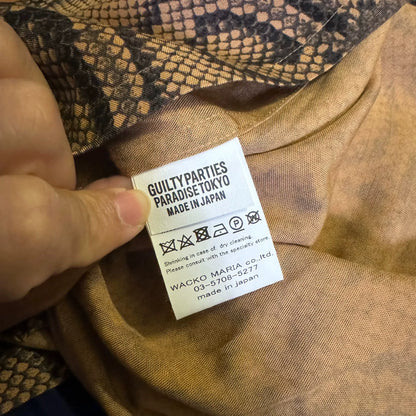 GUILTY PARTIES
PARADISE TOKYO
MADE IN JAPAN
Shrinking in case of dry cleaning.
Please consult with the specialty store.
WACKO MARIA co.,ltd.
03-5708-5277
made in japan